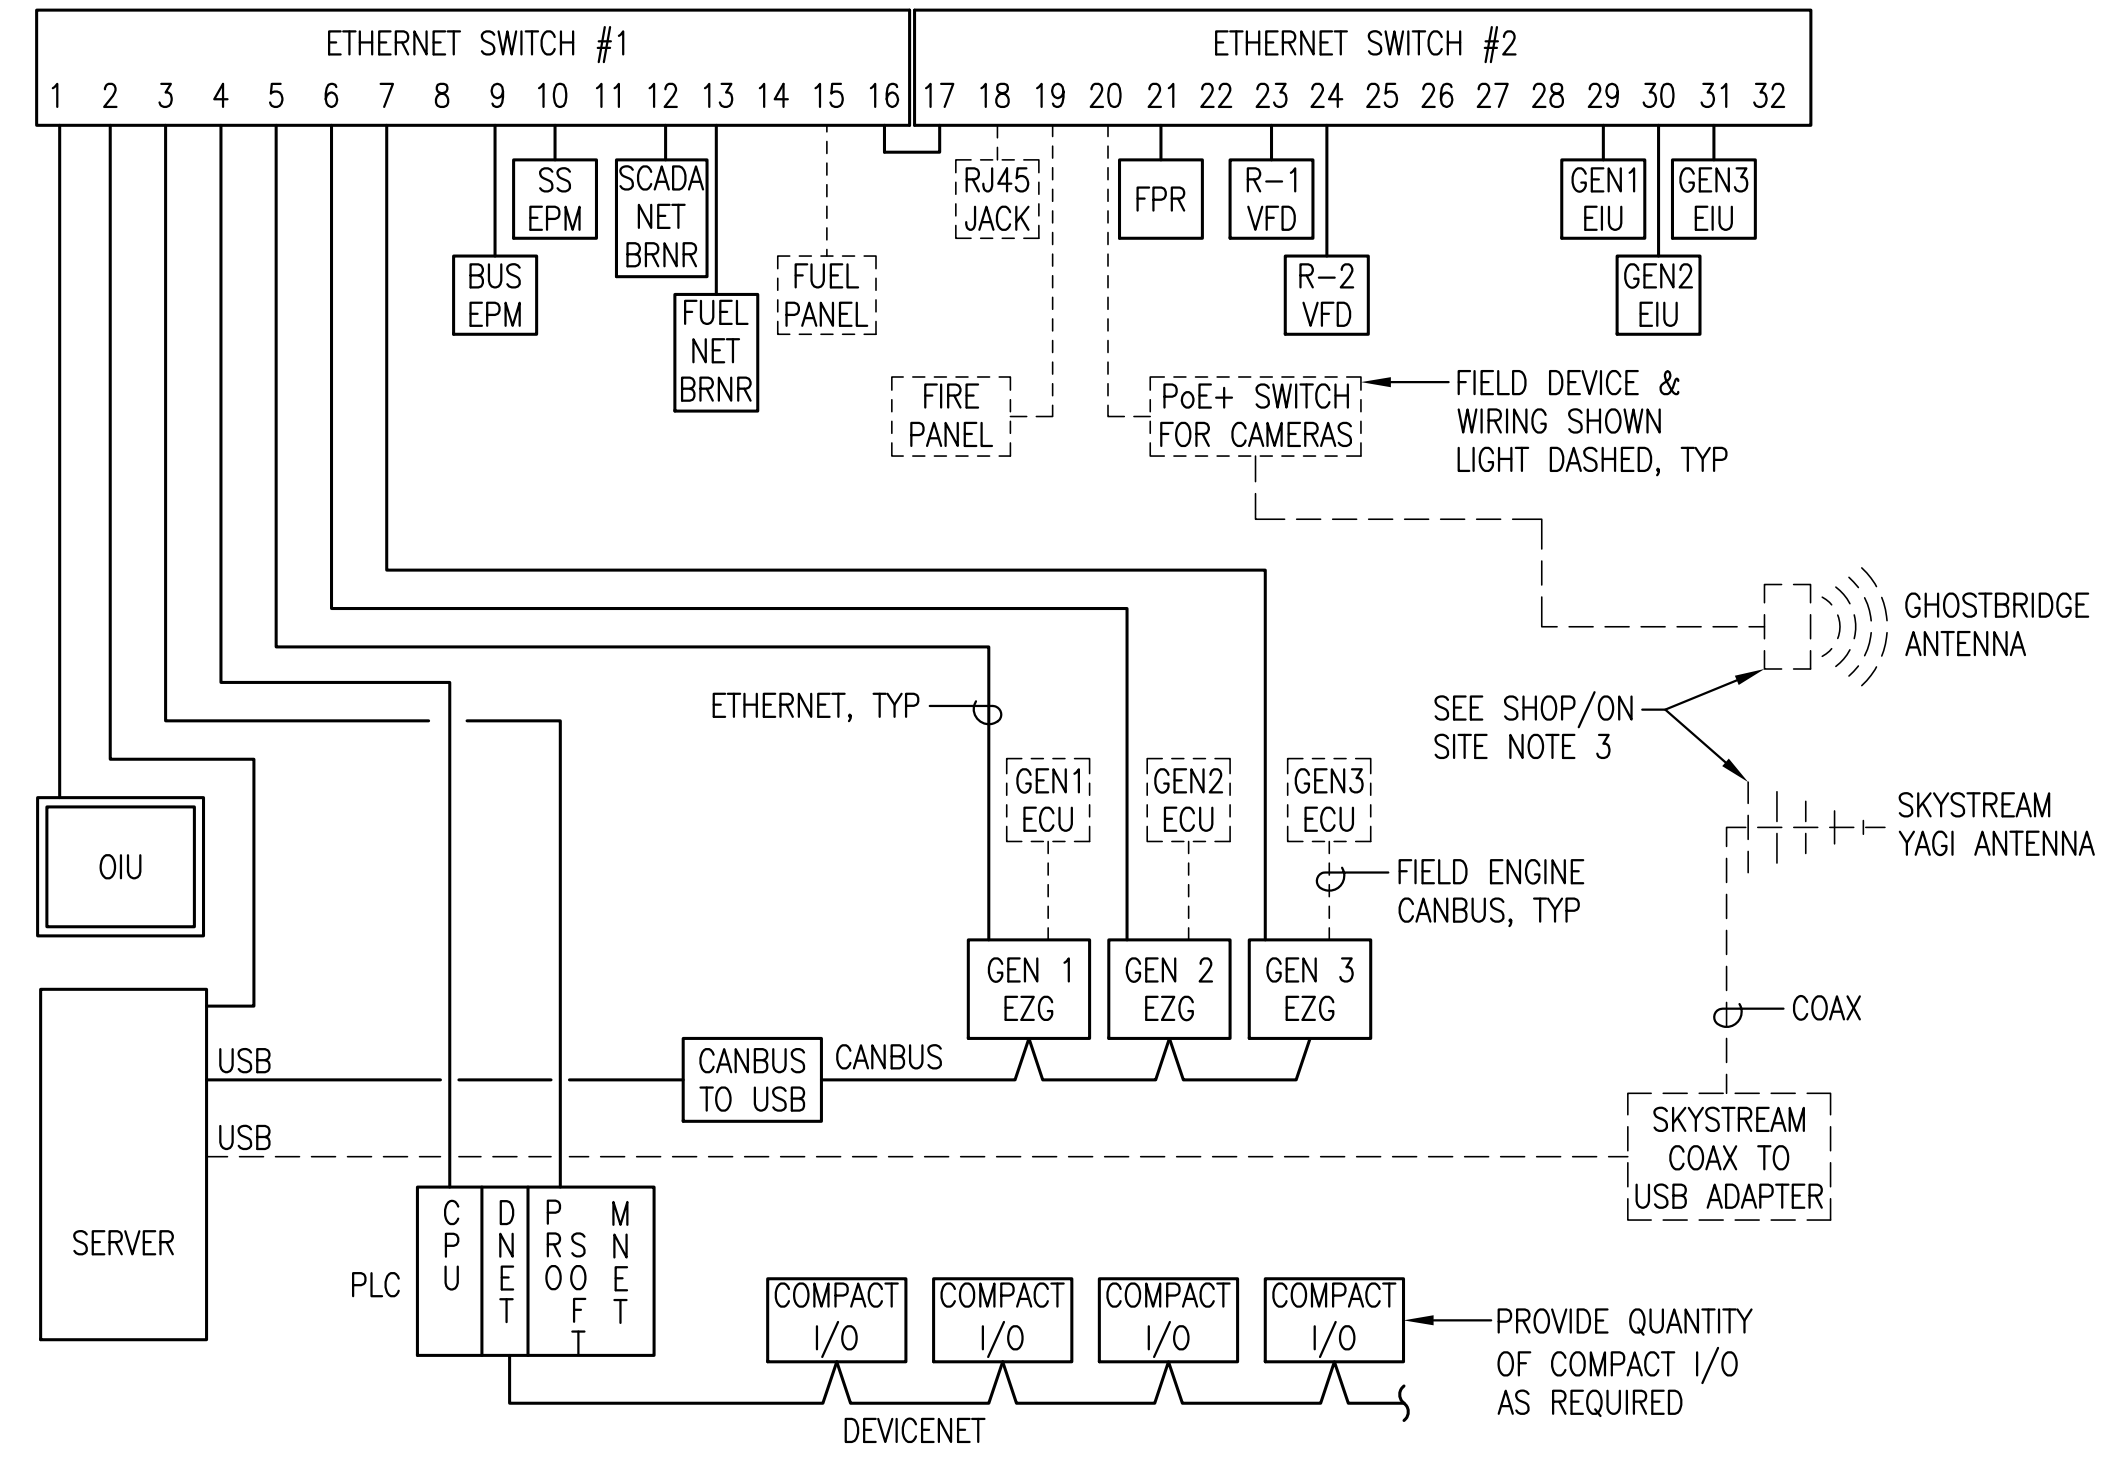 ETHERNET SWITCH #1
1 2 3 4 5 6 7 8 9 10 11 12 13 14 15 16
ETHERNET SWITCH #2
17 18 19 20 21 22 23 24 25 26 27 28 29 30 31 32
SS
EPM
BUS
EPM
SCADA
NET
BRNR
FUEL
NET
BRNR
FUEL
PANEL
RJ45
JACK
FPR
R-1
VFD
R-2
VFD
GEN1
EIU
GEN2
EIU
GEN3
EIU
FIRE
PANEL
PoE+ SWITCH
FOR CAMERAS
FIELD DEVICE &
WIRING SHOWN
LIGHT DASHED, TYP
GHOSTBRIDGE
ANTENNA
SEE SHOP/ON
SITE NOTE 3
ETHERNET, TYP
GEN1
ECU
GEN2
ECU
GEN3
ECU
SKYSTREAM
YAGI ANTENNA
OIU
FIELD ENGINE
CANBUS, TYP
GEN 1
EZG
GEN 2
EZG
GEN 3
EZG
COAX
USB
CANBUS
TO USB
CANBUS
USB
SKYSTREAM
COAX TO
USB ADAPTER
SERVER
PLC
CPU
DNET
PRO
SOFT
MNET
COMPACT
I/O
COMPACT
I/O
COMPACT
I/O
COMPACT
I/O
PROVIDE QUANTITY
OF COMPACT I/O
AS REQUIRED
DEVICENET